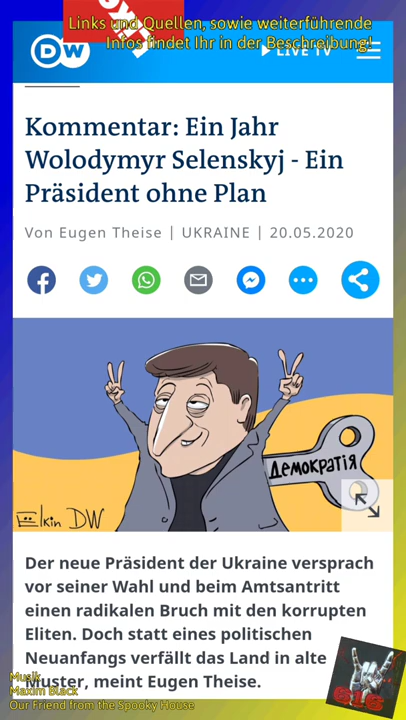 Links und Quellen, sowie weiterführende
Infos findet Ihr in der Beschreibung!
DW
LIVE TV
Kommentar: Ein Jahr
Wolodymyr Selenskyj - Ein
Präsident ohne Plan
Von Eugen Theise | UKRAINE | 20.05.2020
Демократія
Ёlkin DW
Der neue Präsident der Ukraine versprach
vor seiner Wahl und beim Amtsantritt
einen radikalen Bruch mit den korrupten
Eliten. Doch statt eines politischen
Neuanfangs verfällt das Land in alte
Muster, meint Eugen Theise.
Musik
Maxim Black
Our Friend from the Spooky House